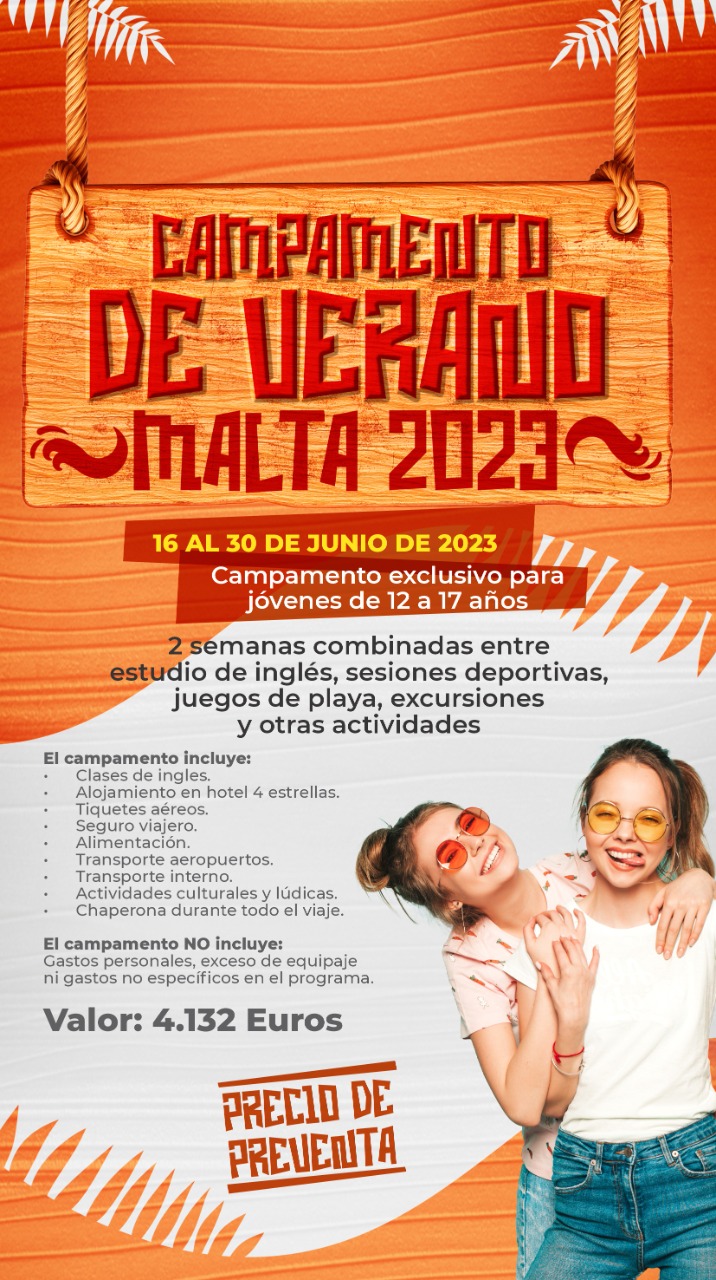 CAMPAMENTO
DE VERANO
MALTA 2023
16 AL 30 DE JUNIO DE 2023
Campamento exclusivo para
jóvenes de 12 a 17 años
2 semanas combinadas entre
estudio de inglés, sesiones deportivas,
juegos de playa, excursiones
y otras actividades
El campamento incluye:
• Clases de ingles.
• Alojamiento en hotel 4 estrellas.
• Tiquetes aéreos.
• Seguro viajero.
• Alimentación.
• Transporte aeropuertos.
• Transporte interno.
• Actividades culturales y lúdicas.
• Chaperona durante todo el viaje.
El campamento NO incluye:
Gastos personales, exceso de equipaje
ni gastos no específicos en el programa.
Valor: 4.132 Euros
PRECIO DE
PREVENTA